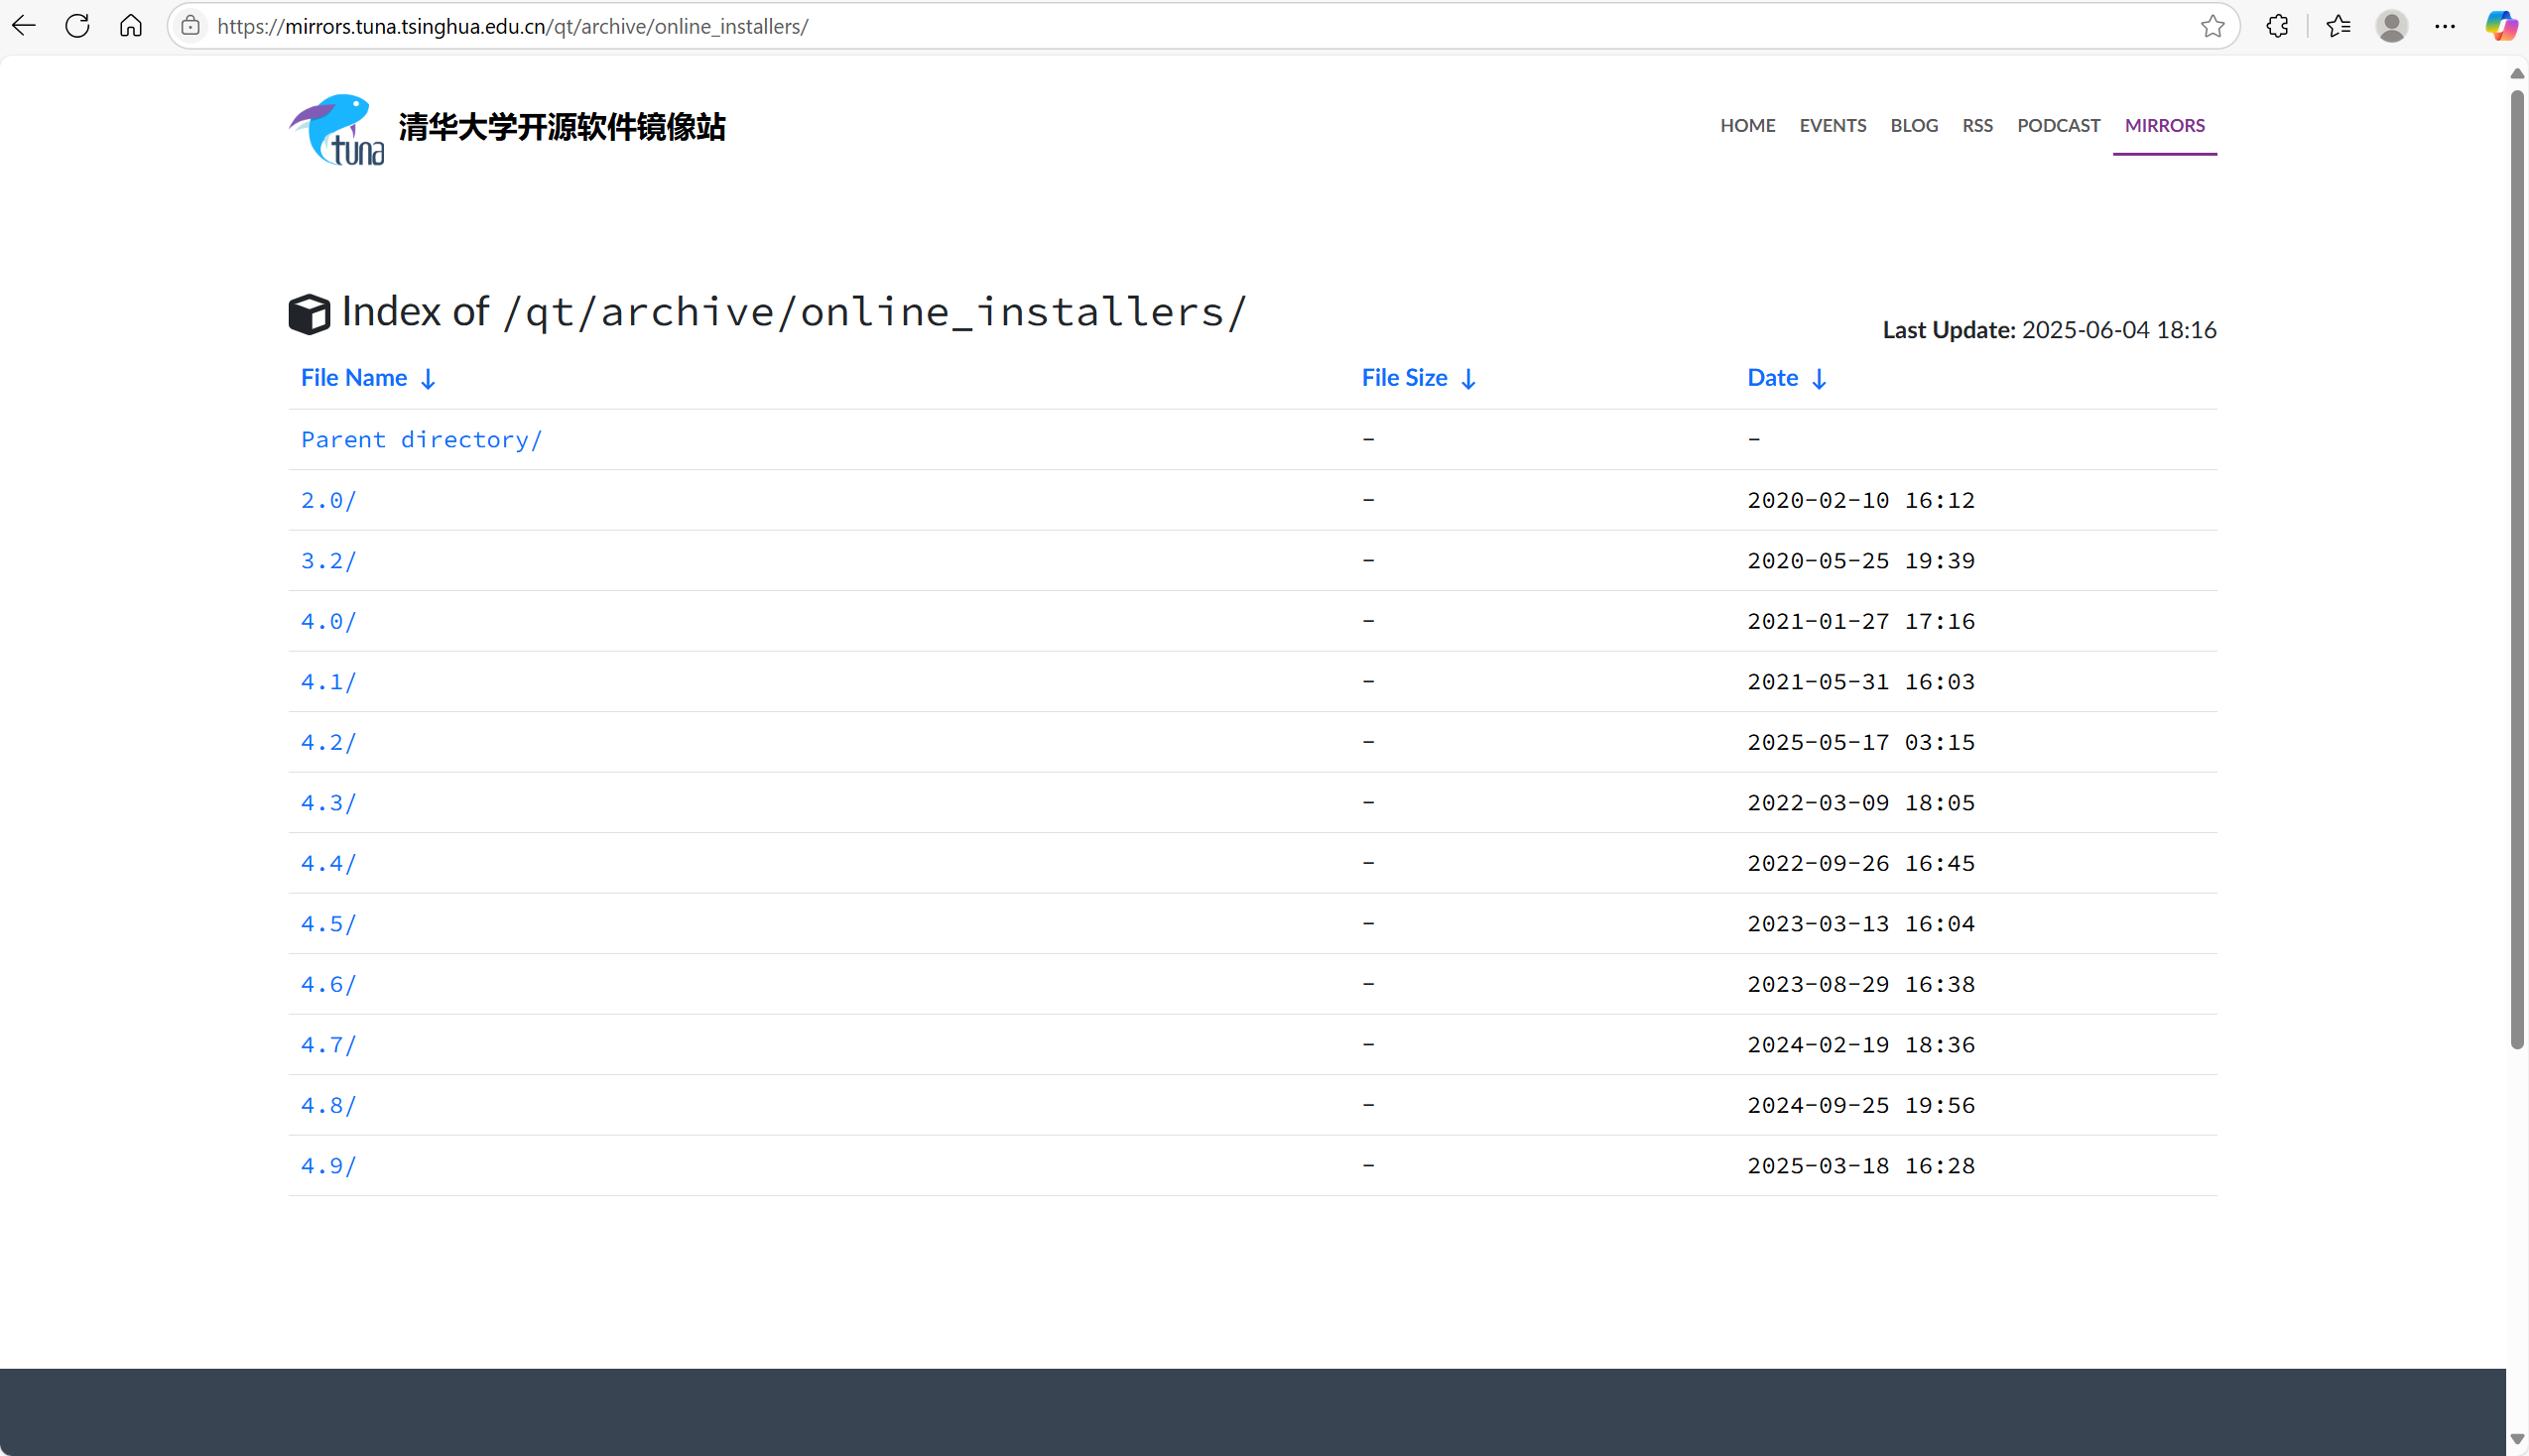 https://mirrors.tuna.tsinghua.edu.cn/qt/archive/online_installers/
tuna 清华大学开源软件镜像站
HOME EVENTS BLOG RSS PODCAST MIRRORS
Index of /qt/archive/online_installers/
Last Update: 2025-06-04 18:16
File Name ↓ File Size ↓ Date ↓
Parent directory/ - -
2.0/ - 2020-02-10 16:12
3.2/ - 2020-05-25 19:39
4.0/ - 2021-01-27 17:16
4.1/ - 2021-05-31 16:03
4.2/ - 2025-05-17 03:15
4.3/ - 2022-03-09 18:05
4.4/ - 2022-09-26 16:45
4.5/ - 2023-03-13 16:04
4.6/ - 2023-08-29 16:38
4.7/ - 2024-02-19 18:36
4.8/ - 2024-09-25 19:56
4.9/ - 2025-03-18 16:28